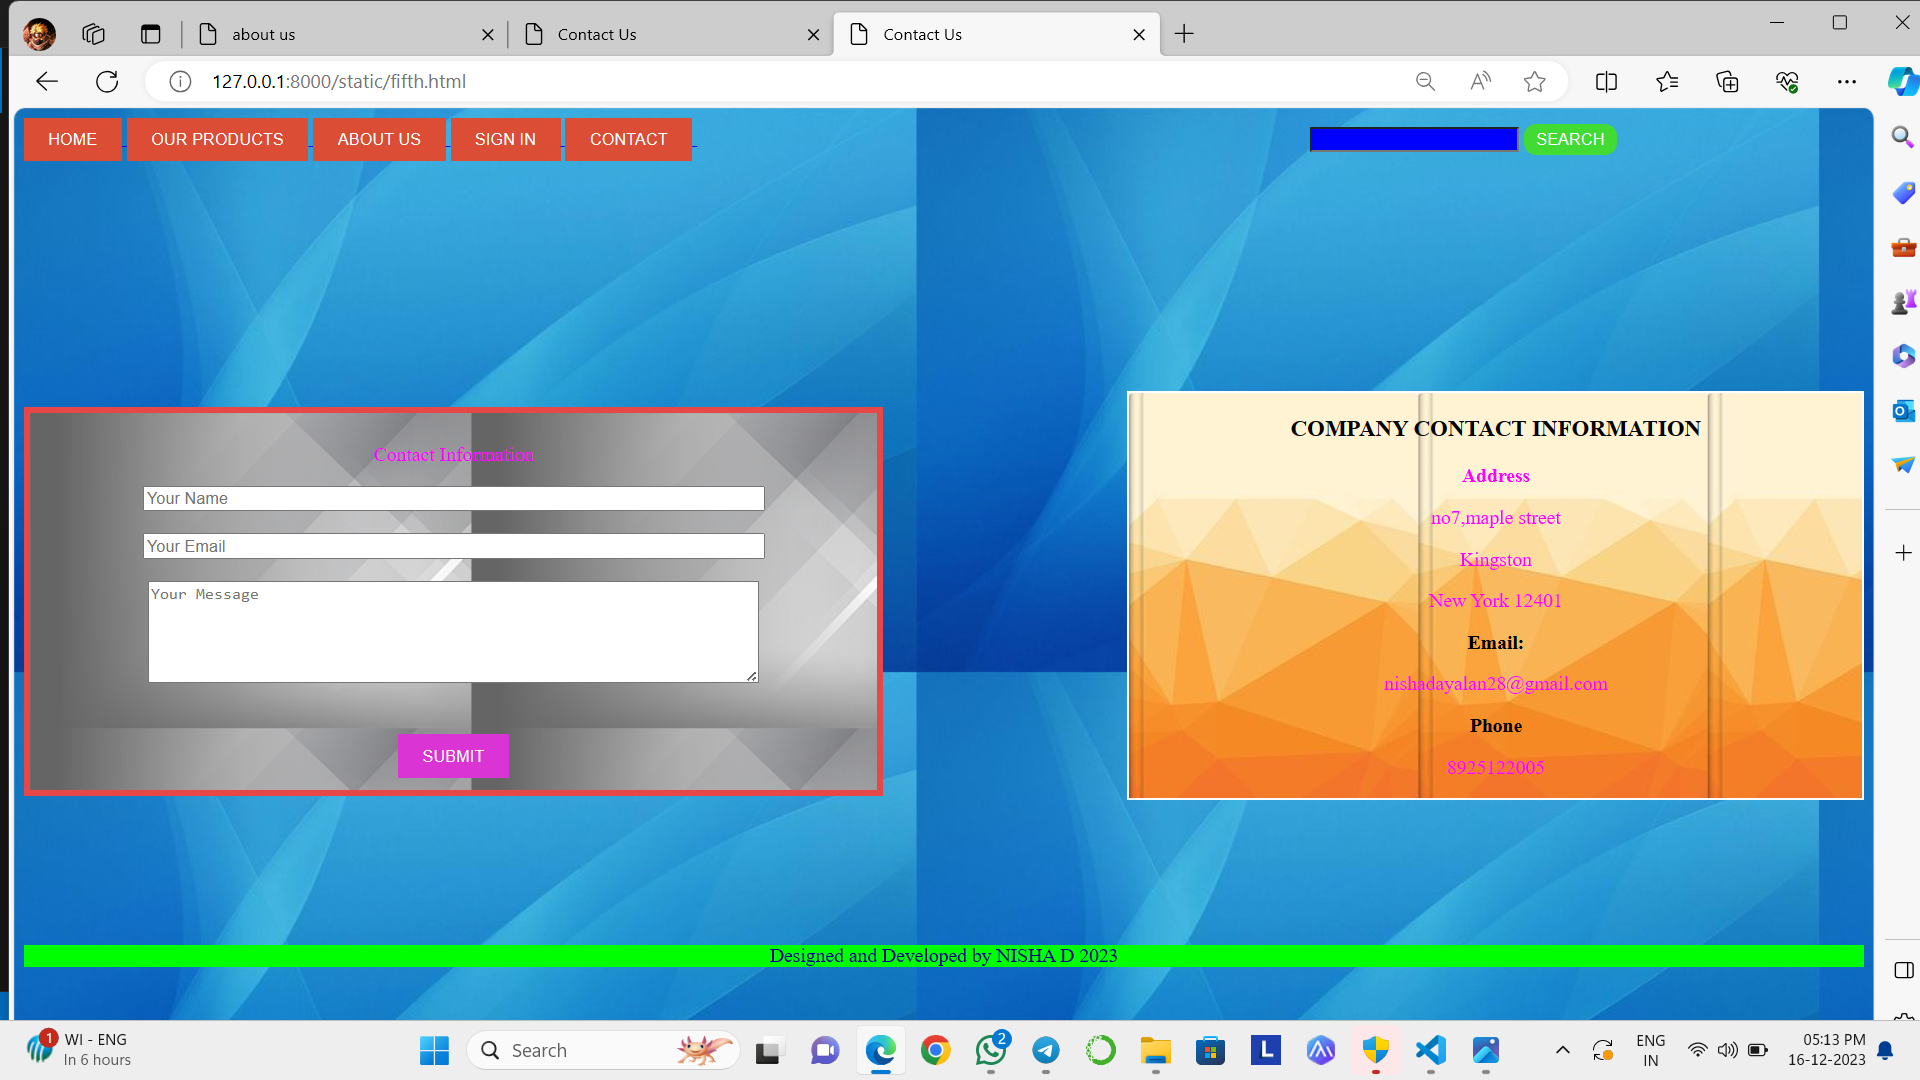 about us
Contact Us
Contact Us
127.0.0.1:8000/static/fifth.html
HOME OUR PRODUCTS ABOUT US SIGN IN CONTACT
SEARCH
Contact Information
Your Name
Your Email
Your Message
SUBMIT
COMPANY CONTACT INFORMATION
Address
no7,maple street
Kingston
New York 12401
Email:
nishadayalan28@gmail.com
Phone
8925122005
Designed and Developed by NISHA D 2023
1
WI - ENG
In 6 hours
Search
2
L
ENG
IN
05:13 PM
16-12-2023